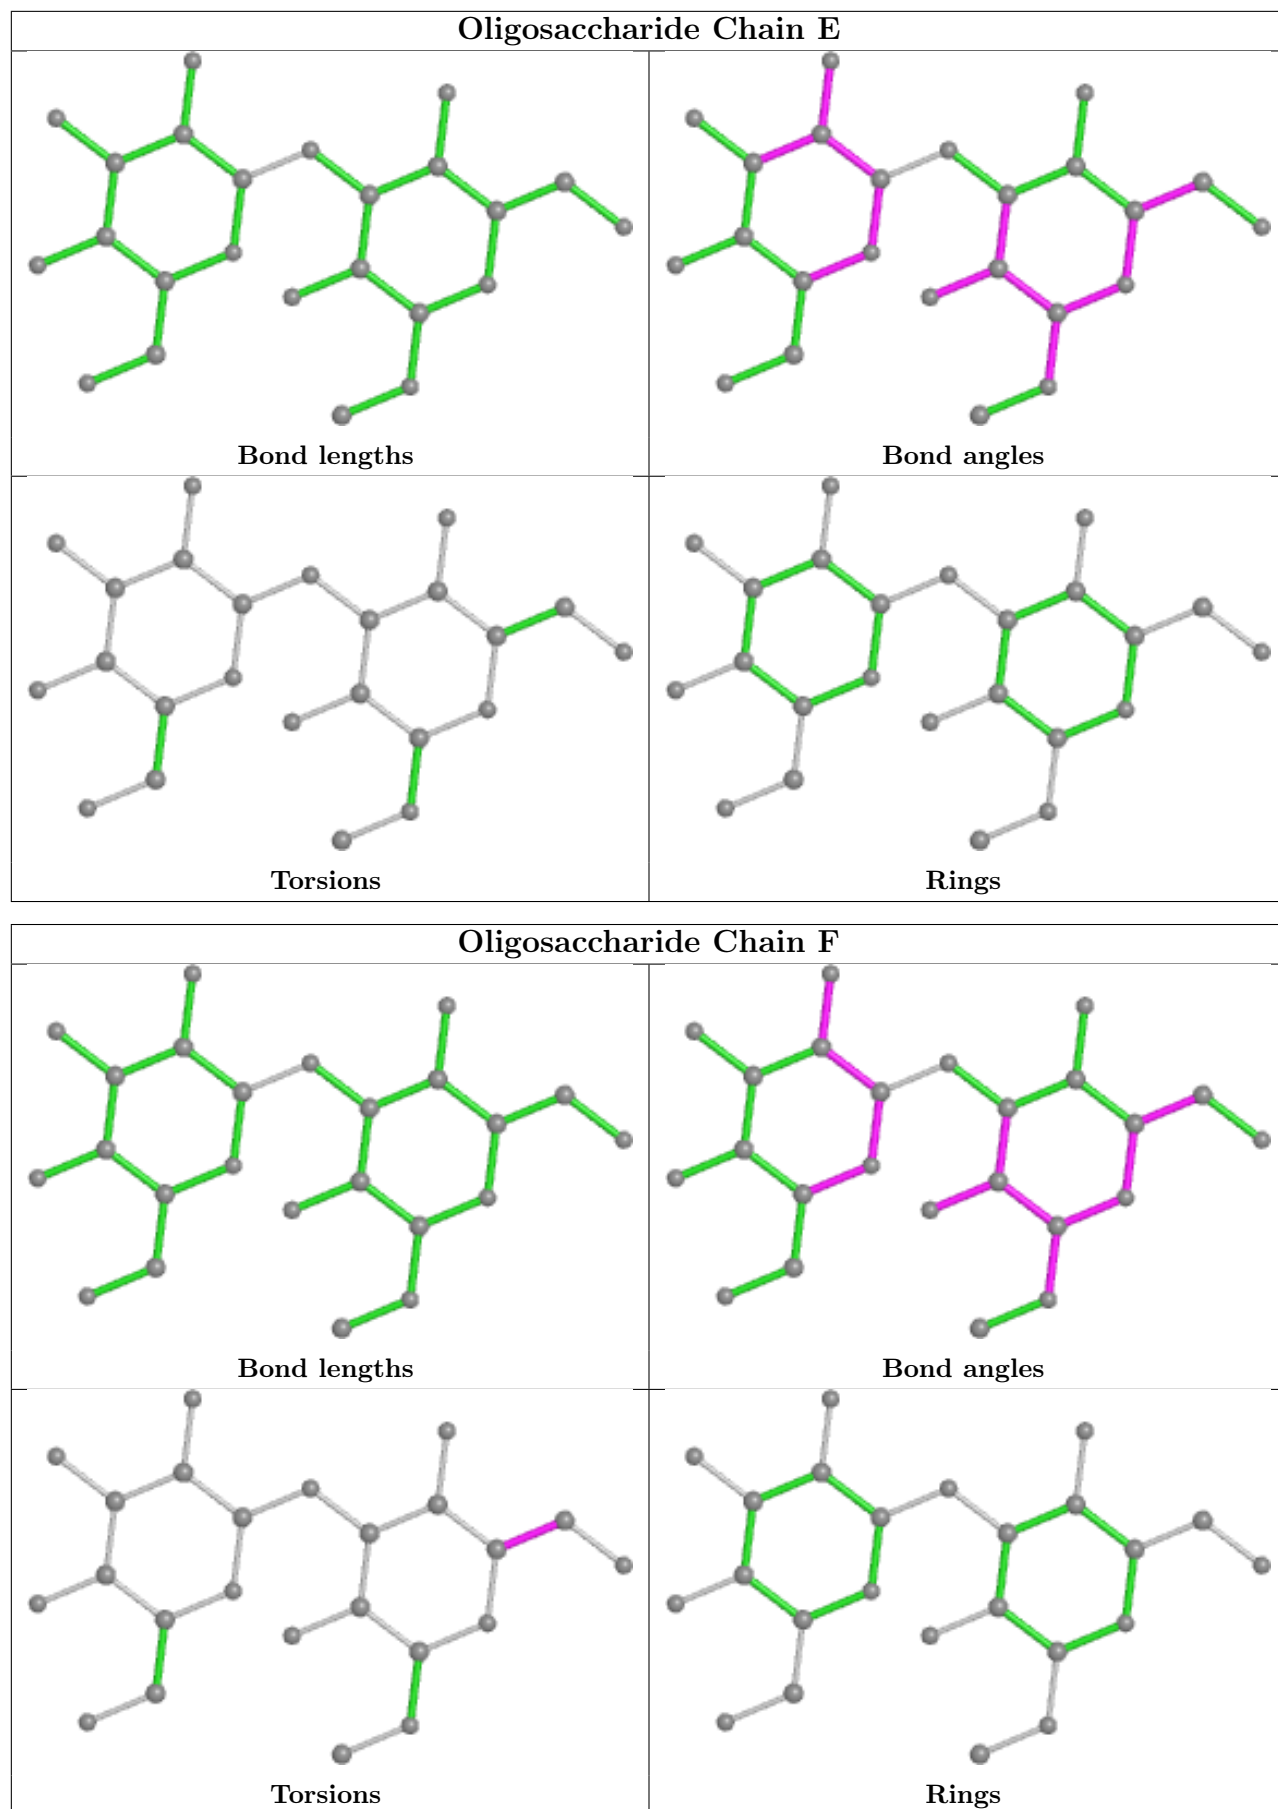 Oligosaccharide Chain E
Bond lengths
Bond angles
Torsions
Rings
Oligosaccharide Chain F
Bond lengths
Bond angles
Torsions
Rings